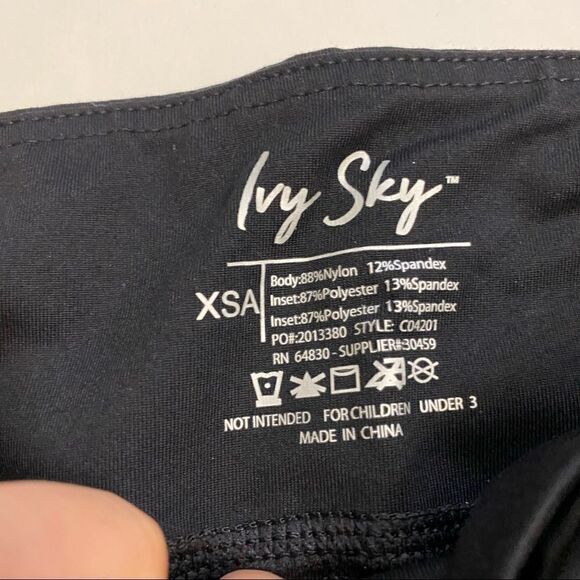 Ivy Sky™
XSA
Body:88%Nylon 12%Spandex
Inset:87%Polyester 13%Spandex
Inset:87%Polyester 13%Spandex
PO#:2013380 STYLE: C04201
RN 64830 - SUPPLIER#:30459
NOT INTENDED FOR CHILDREN UNDER 3
MADE IN CHINA